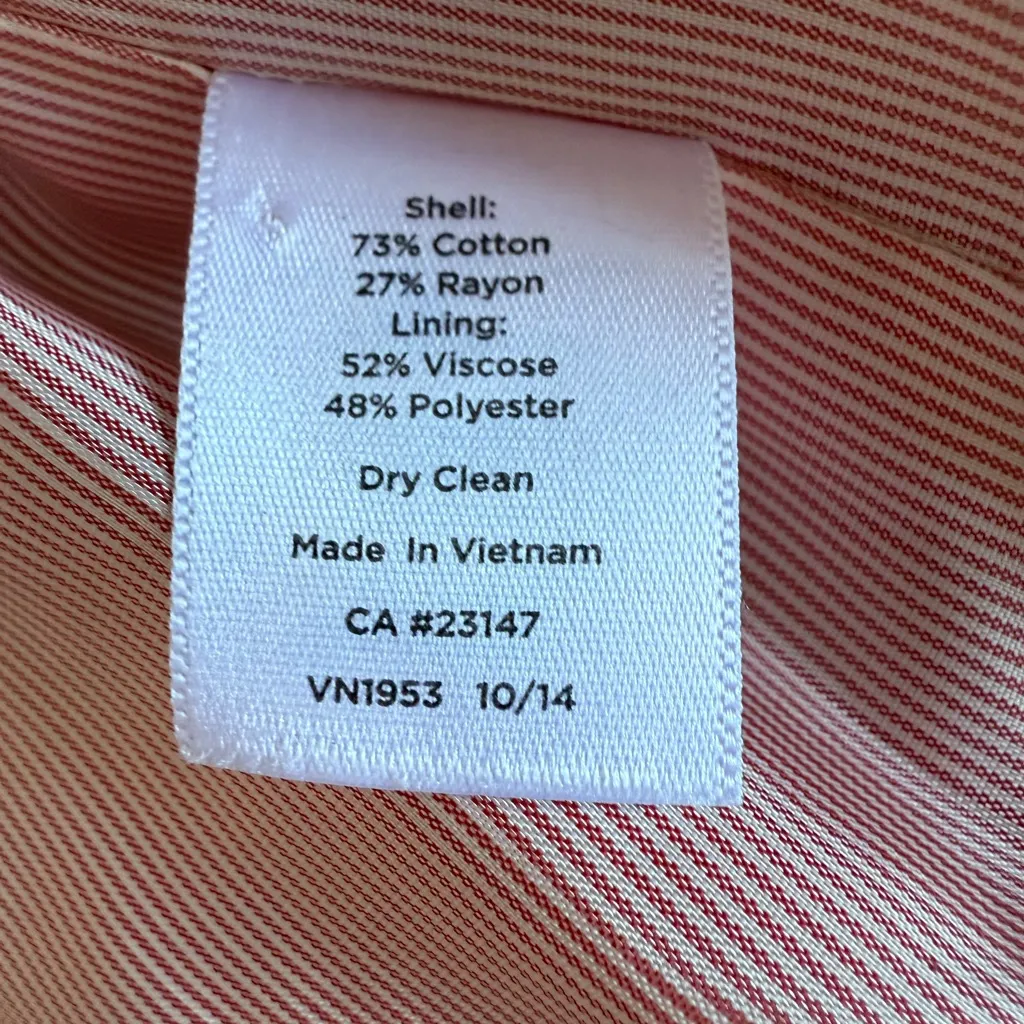 Shell:
73% Cotton
27% Rayon
Lining:
52% Viscose
48% Polyester
Dry Clean
Made In Vietnam
CA #23147
VN1953 10/14